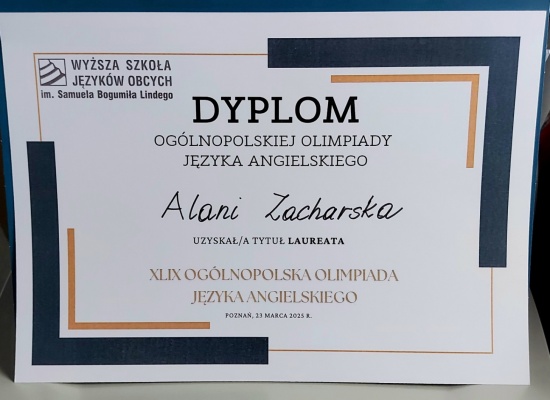 WYŻSZA SZKOŁA
JĘZYKÓW OBCYCH
im. Samuela Bogumiła Lindego
DYPLOM
OGÓLNOPOLSKIEJ OLIMPIADY
JĘZYKA ANGIELSKIEGO
Alani Zacharska
UZYSKAŁ/A TYTUŁ LAUREATA
XLIX OGÓLNOPOLSKA OLIMPIADA
JĘZYKA ANGIELSKIEGO
POZNAŃ, 23 MARCA 2025 R.